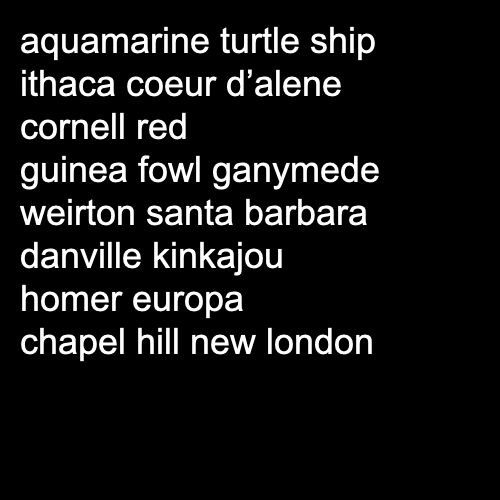 aquamarine turtle ship
ithaca coeur d’alene
cornell red
guinea fowl ganymede
weirton santa barbara
danville kinkajou
homer europa
chapel hill new london